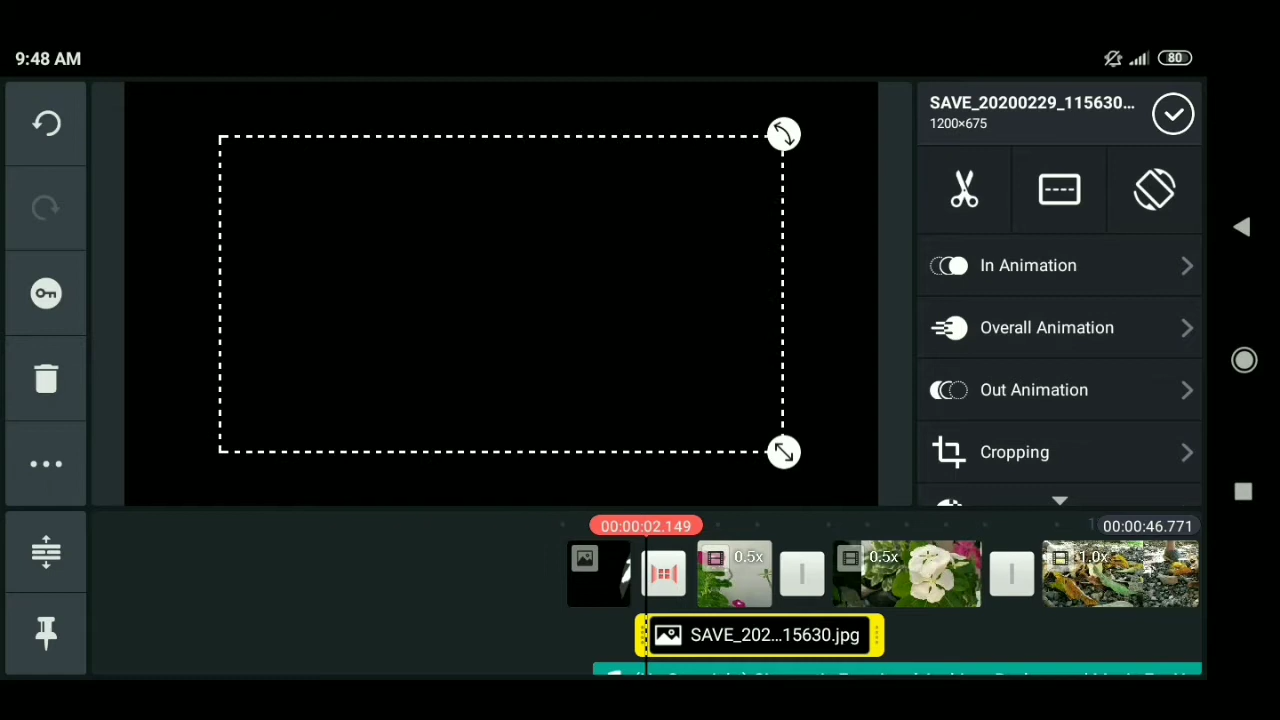 9:48 AM
80
SAVE_20200229_115630...
1200×675
In Animation
Overall Animation
Out Animation
Cropping
00:00:02.149
00:00:46.771
0.5x
0.5x
1.0x
SAVE_202...15630.jpg